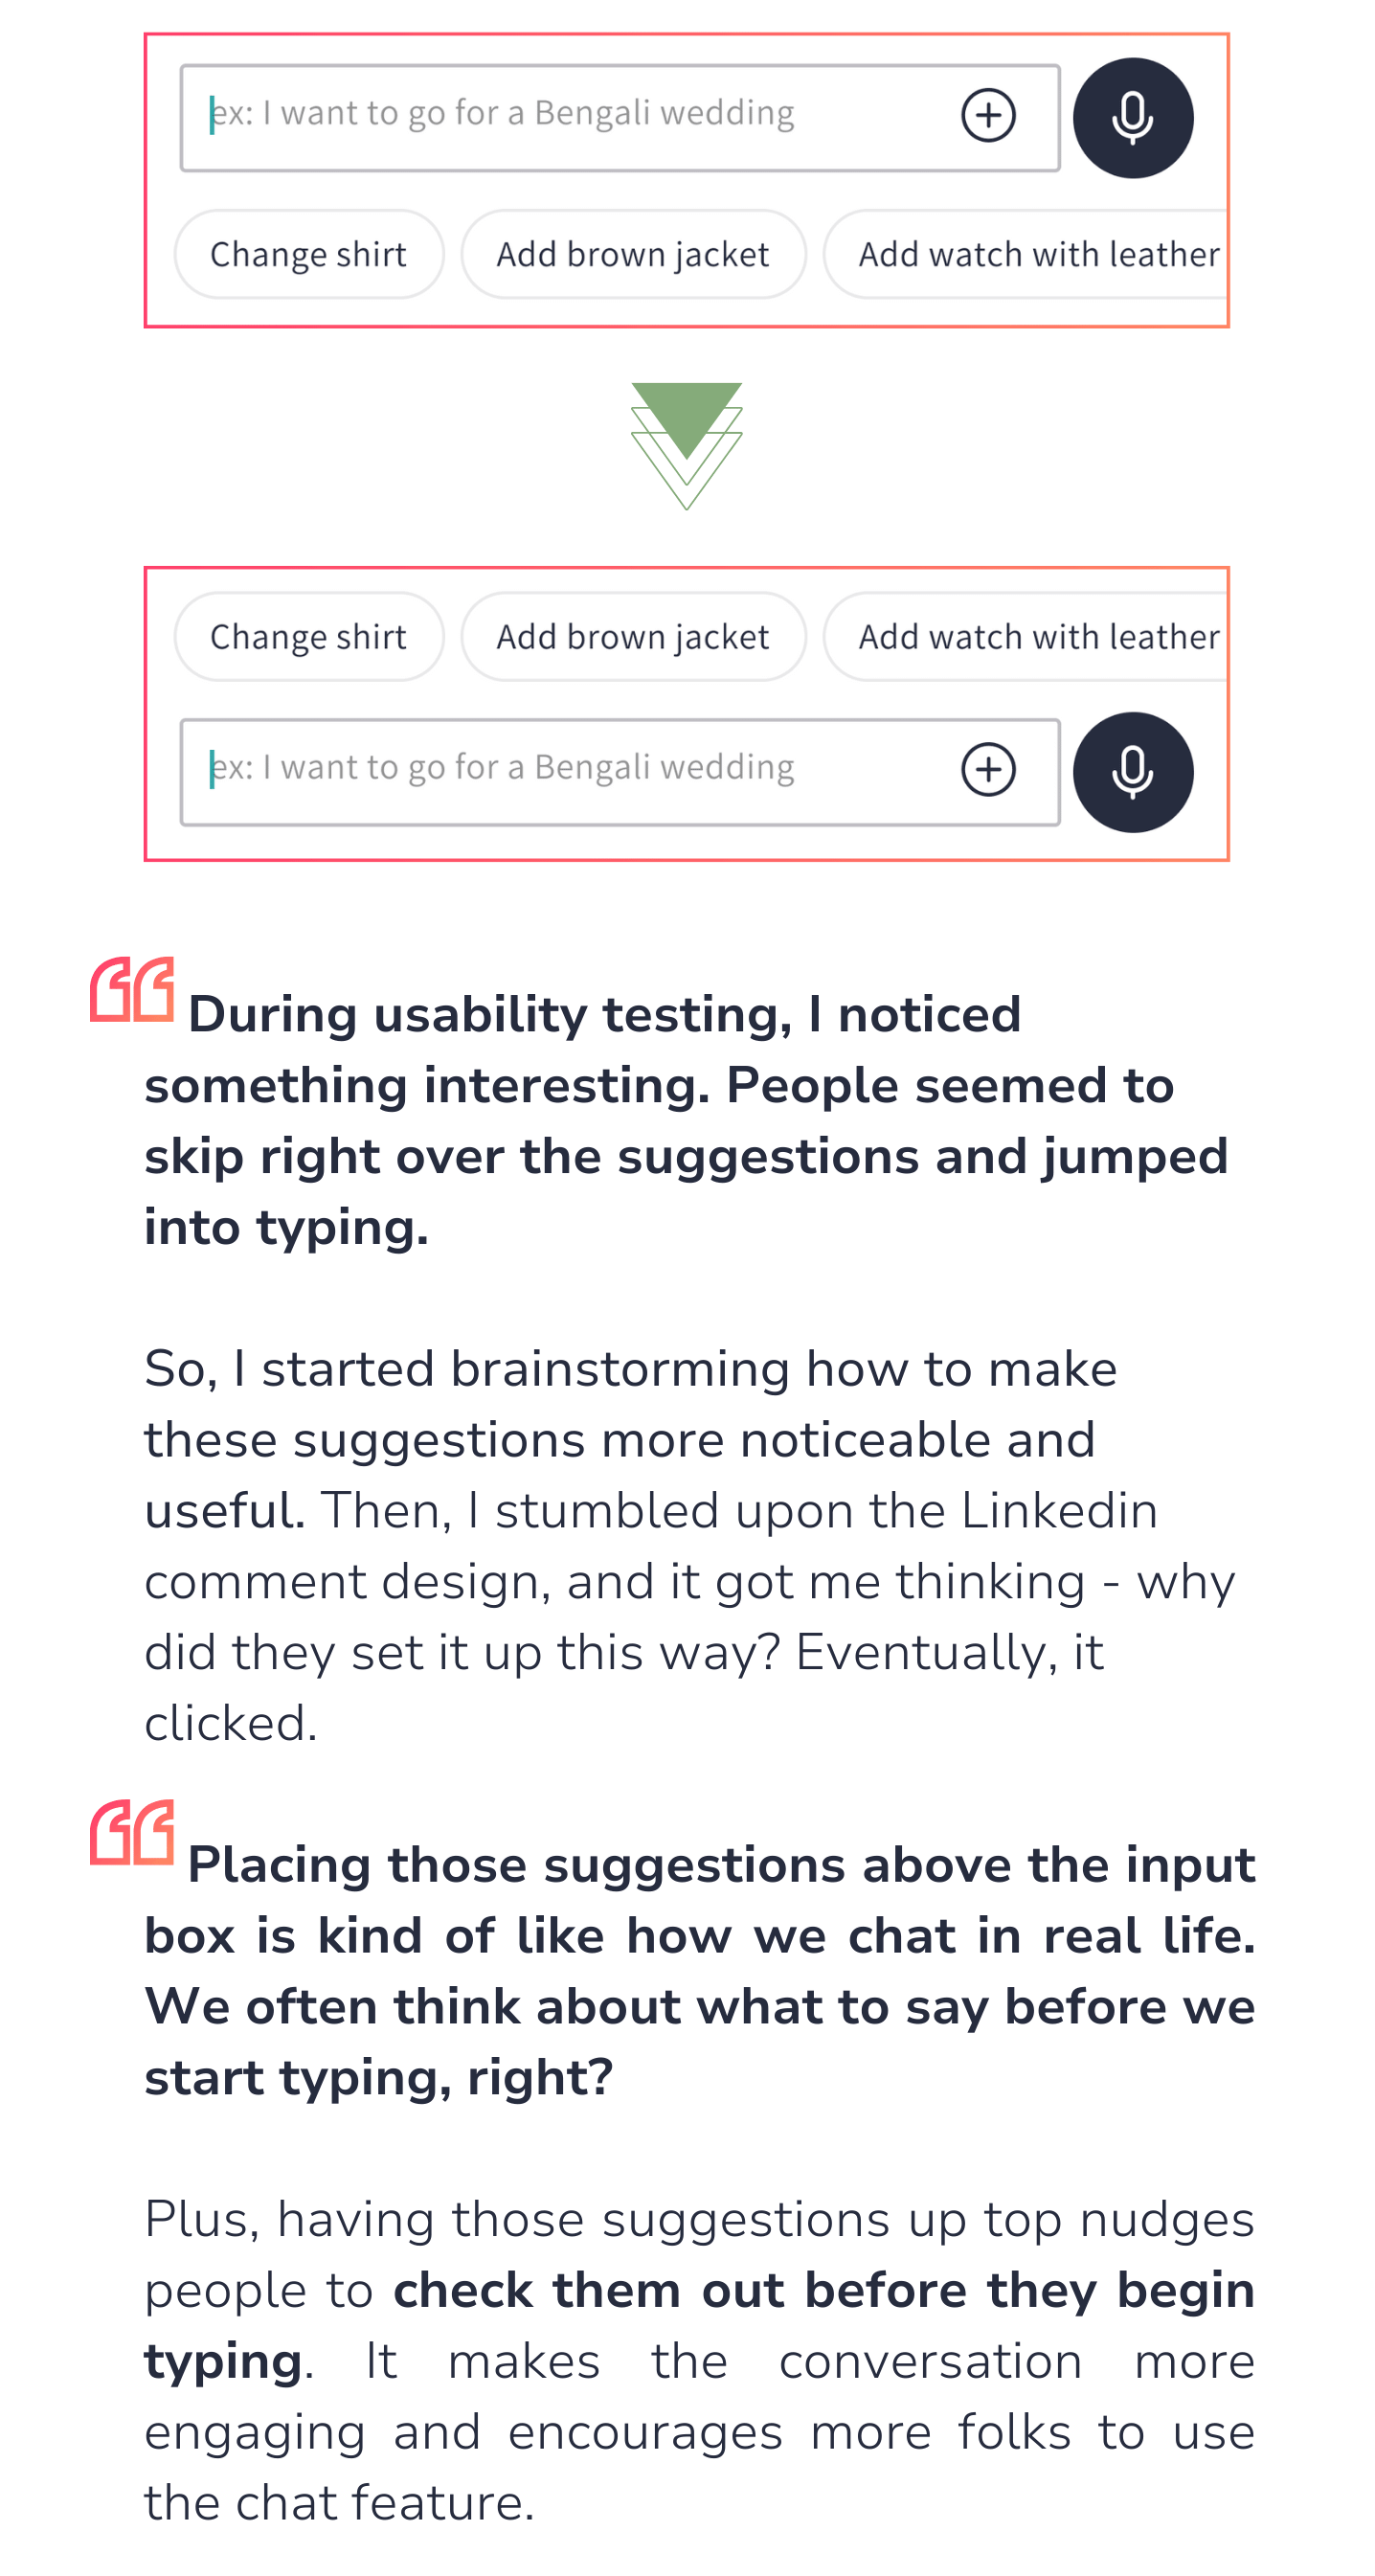 ex: I want to go for a Bengali wedding
Change shirt
Add brown jacket
Add watch with leather
Change shirt
Add brown jacket
Add watch with leather
ex: I want to go for a Bengali wedding
During usability testing, I noticed
something interesting. People seemed to
skip right over the suggestions and jumped
into typing.
So, I started brainstorming how to make
these suggestions more noticeable and
useful. Then, I stumbled upon the Linkedin
comment design, and it got me thinking - why
did they set it up this way? Eventually, it
clicked.
Placing those suggestions above the input
box is kind of like how we chat in real life.
We often think about what to say before we
start typing, right?
Plus, having those suggestions up top nudges
people to check them out before they begin
typing. It makes the conversation more
engaging and encourages more folks to use
the chat feature.